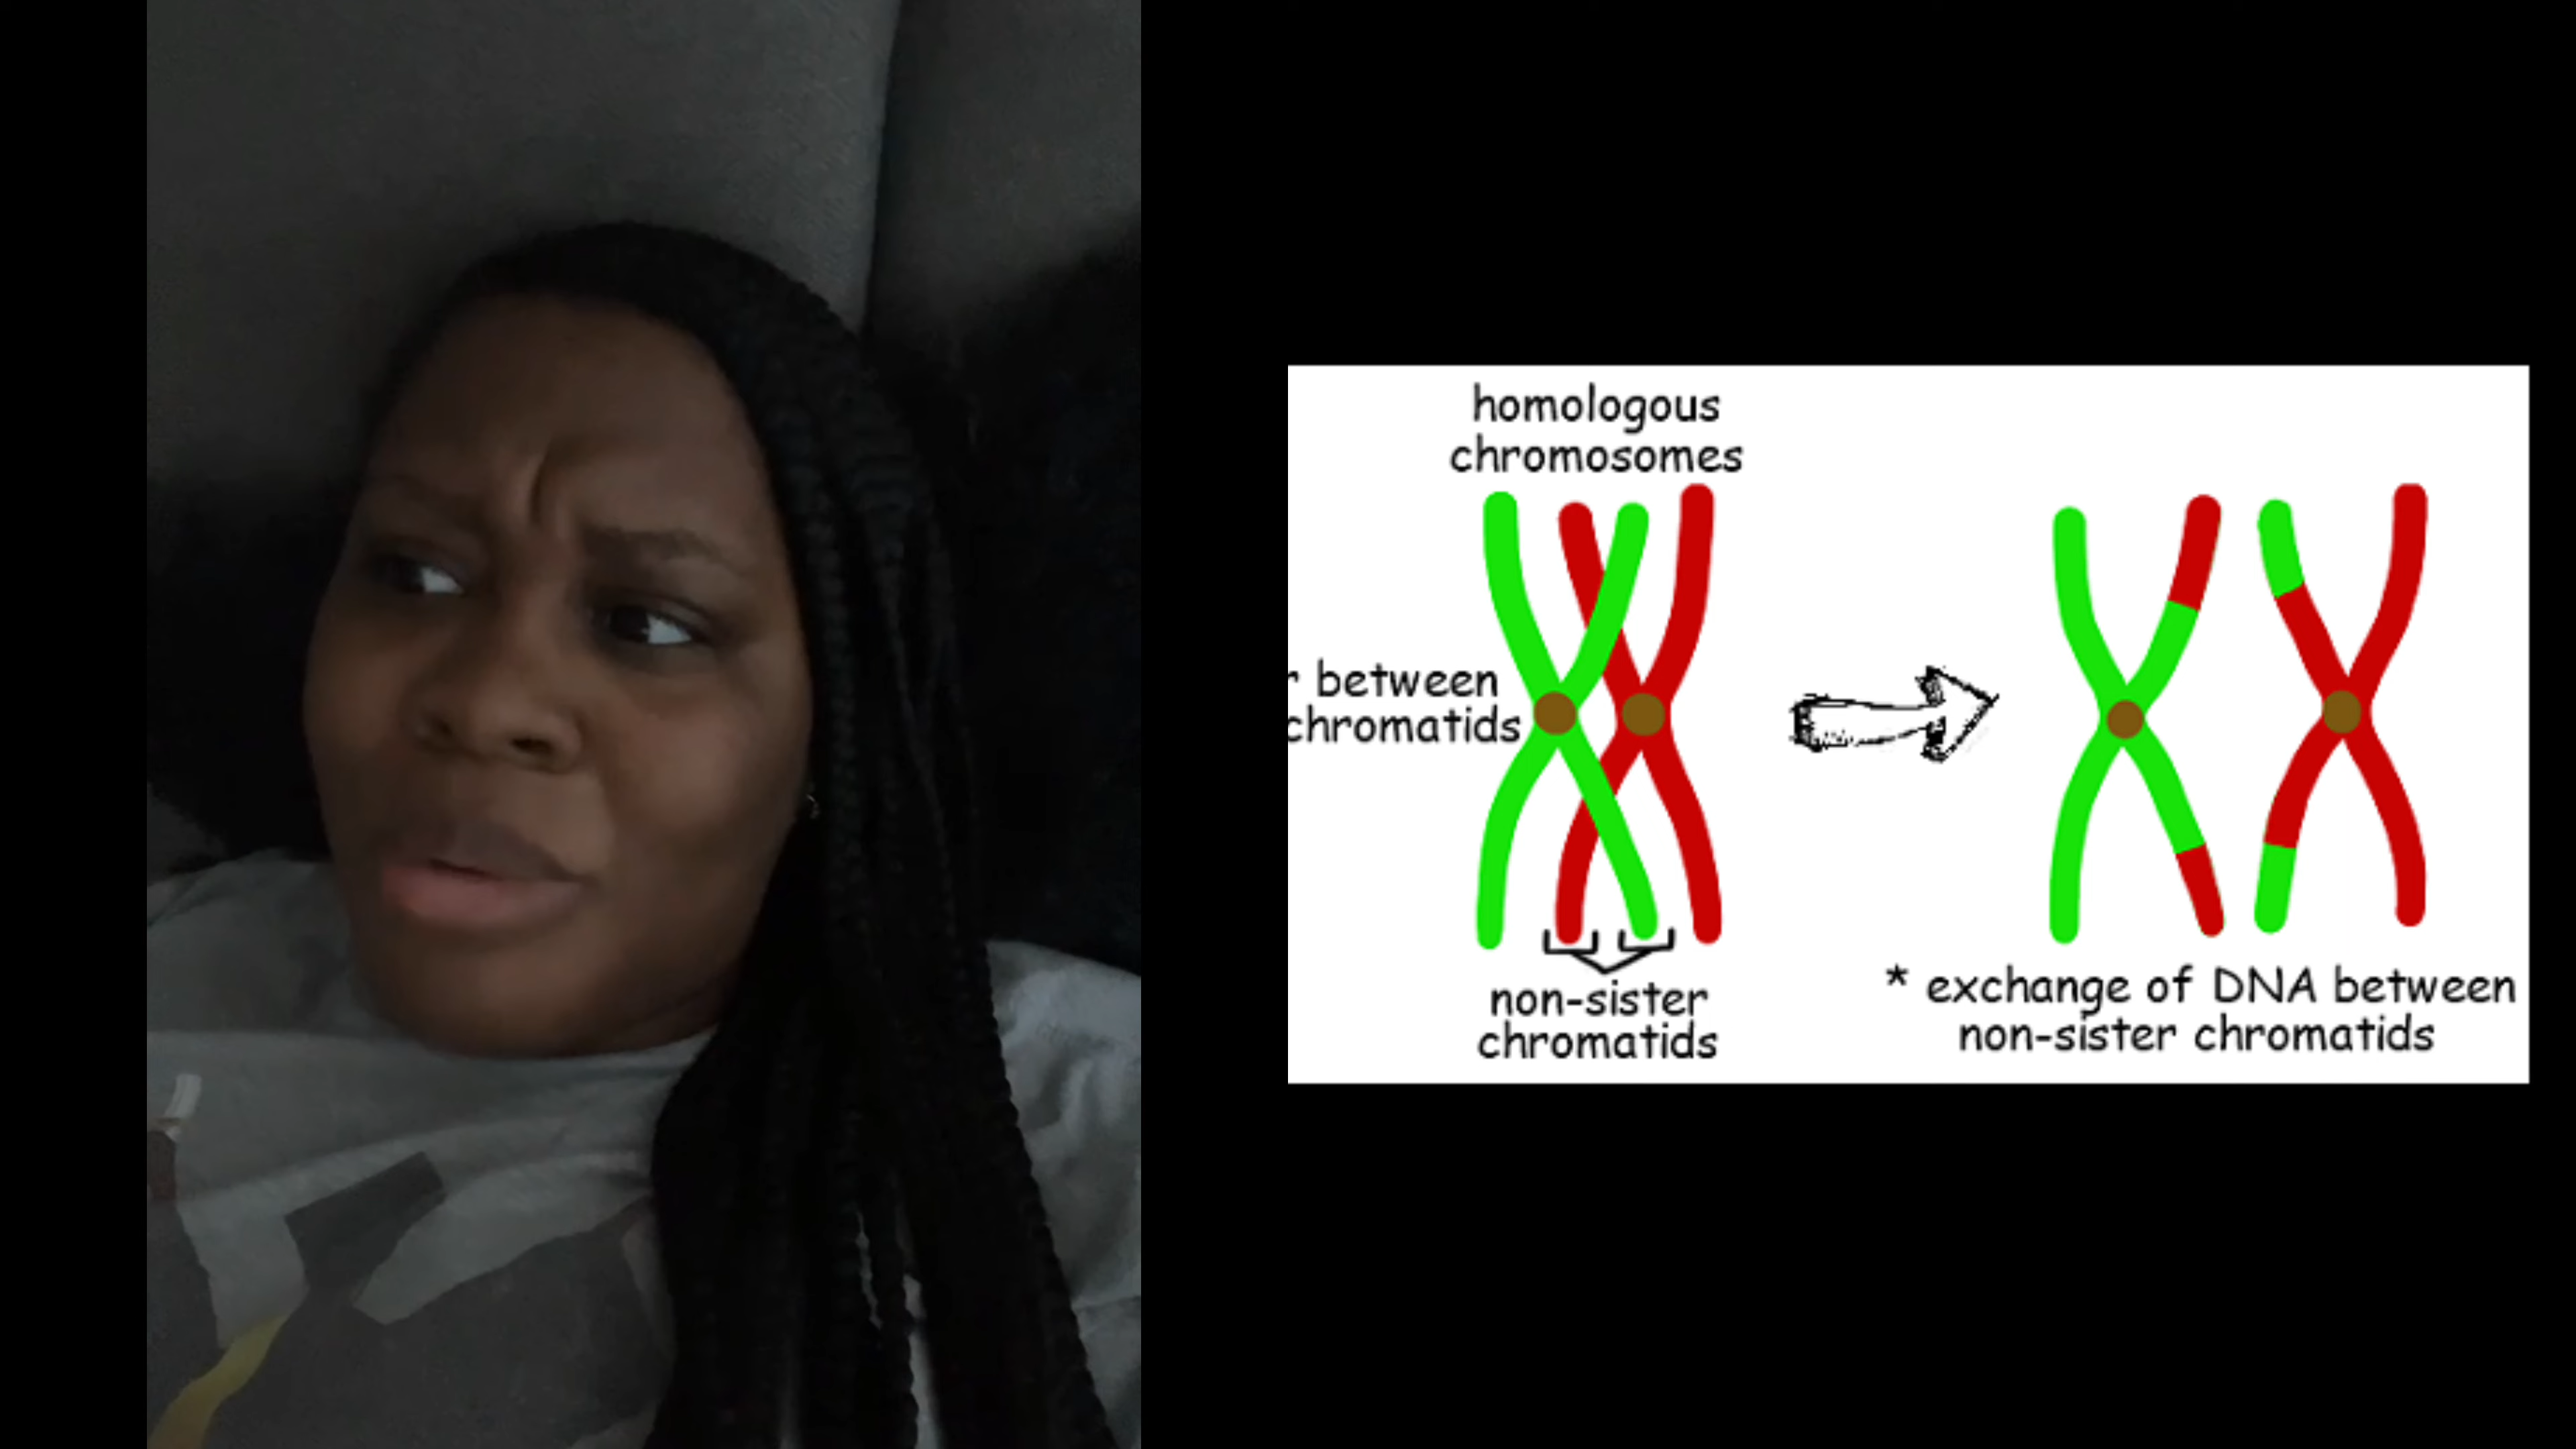 homologous
chromosomes
r between
chromatids
non-sister
chromatids
* exchange of DNA between
non-sister chromatids